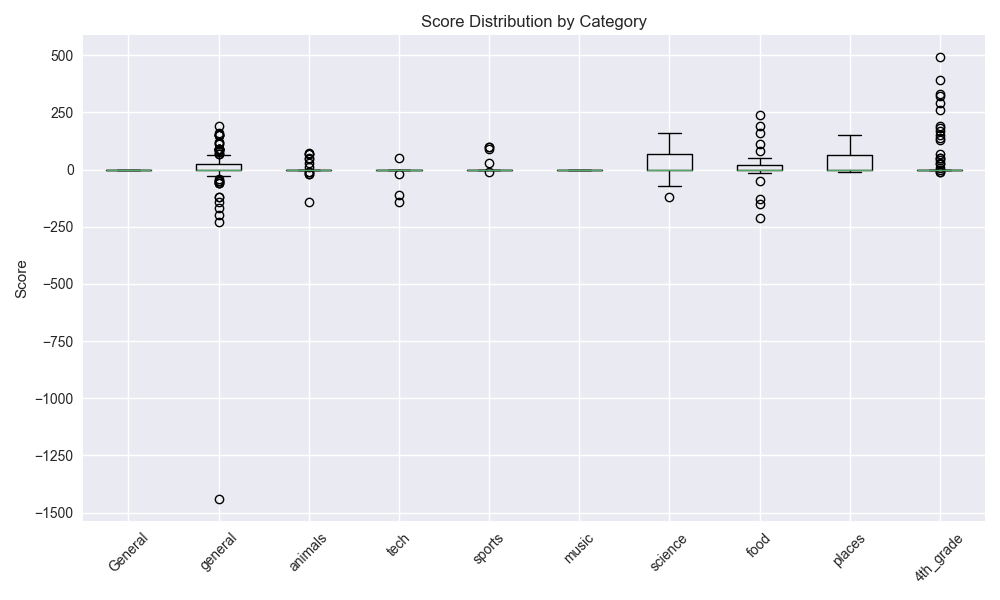 Score Distribution by Category
500
250
0
−250
−500
−750
−1000
−1250
−1500
Score
General
general
animals
tech
sports
music
science
food
places
4th_grade